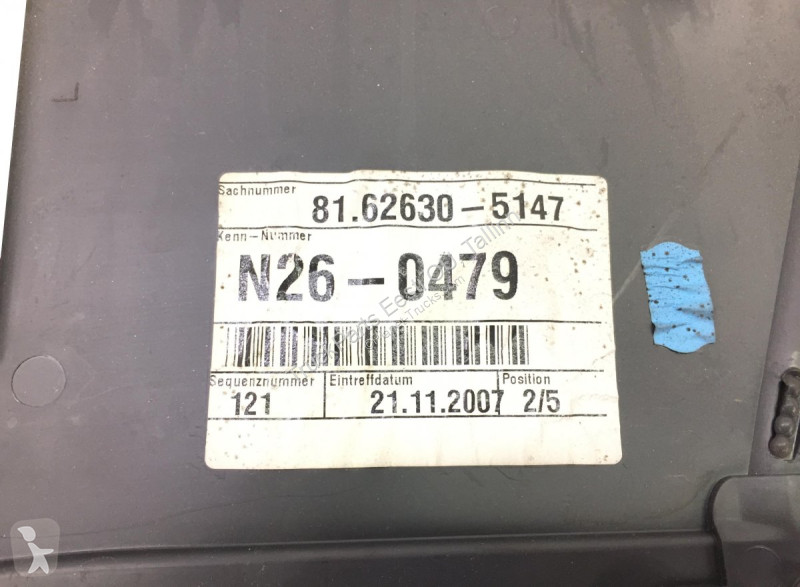 Sachnummer
81.62630-5147
Kenn-Nummer
N26-0479
Sequenznummer Eintreffdatum Position
121 21.11.2007 2/5